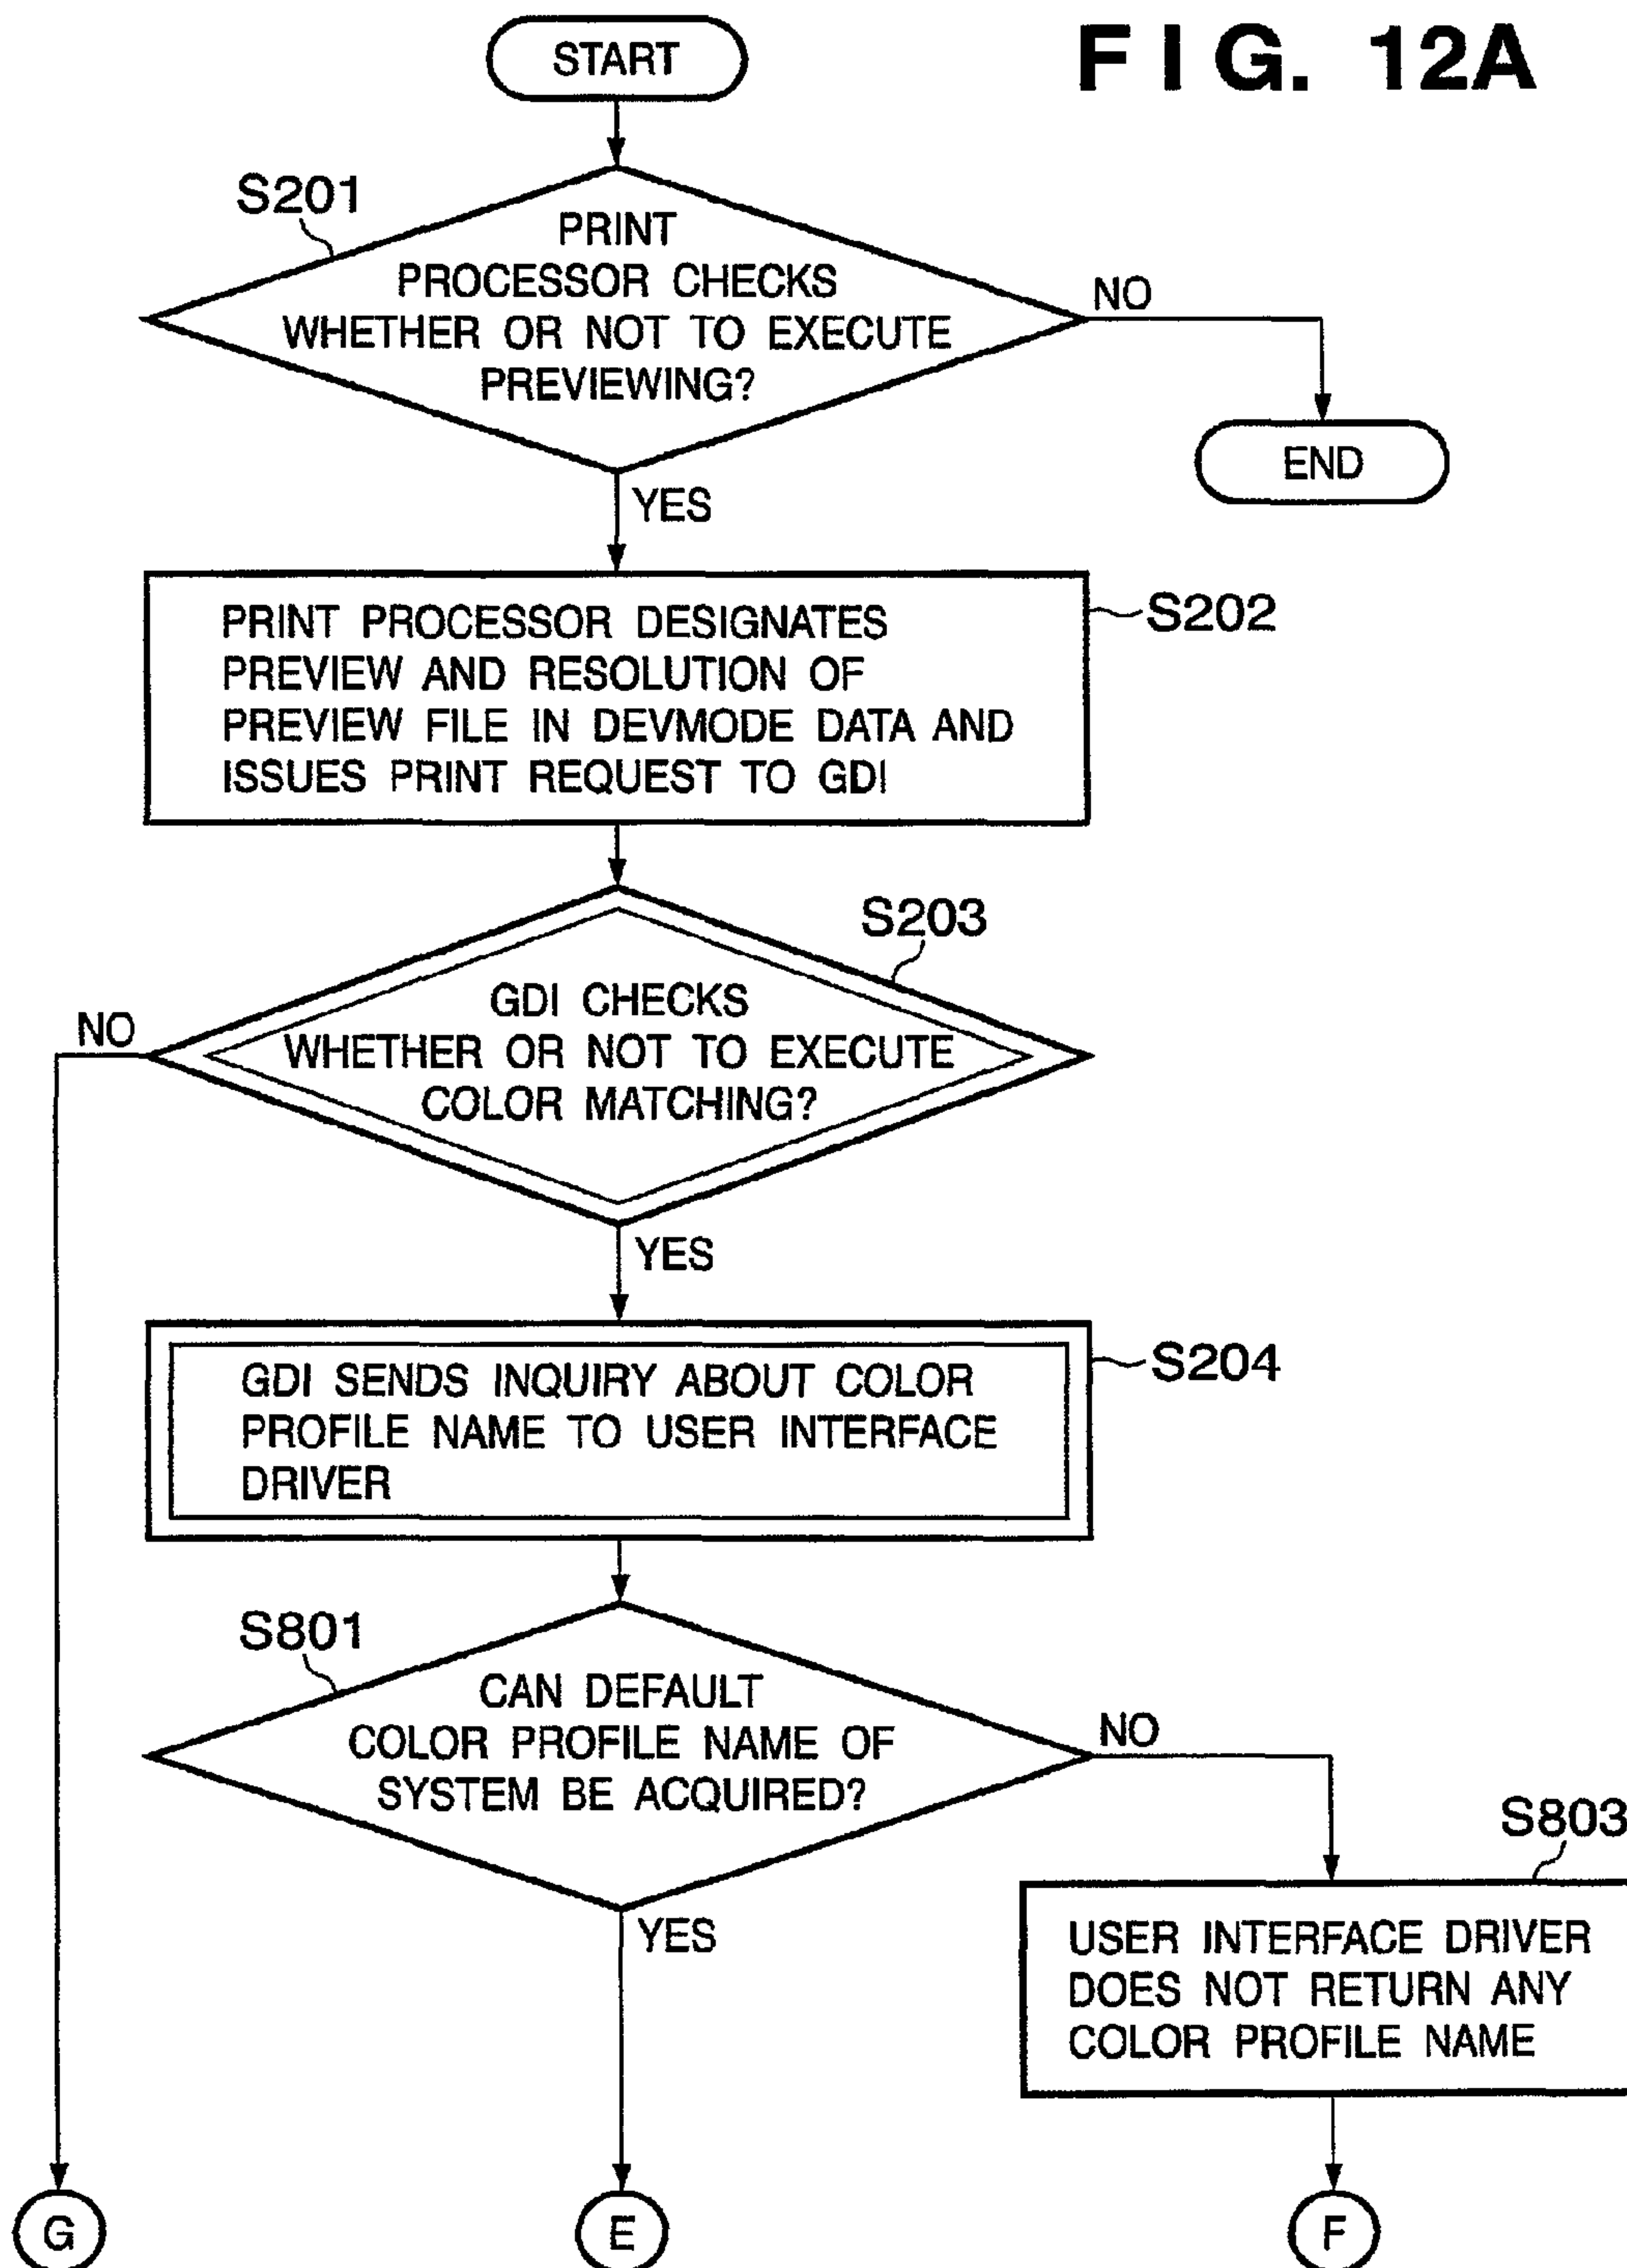 FIG. 12A
START
S201
PRINT
PROCESSOR CHECKS
WHETHER OR NOT TO EXECUTE
PREVIEWING?
NO
END
YES
S202
PRINT PROCESSOR DESIGNATES
PREVIEW AND RESOLUTION OF
PREVIEW FILE IN DEVMODE DATA AND
ISSUES PRINT REQUEST TO GDI
S203
GDI CHECKS
WHETHER OR NOT TO EXECUTE
COLOR MATCHING?
NO
YES
S204
GDI SENDS INQUIRY ABOUT COLOR
PROFILE NAME TO USER INTERFACE
DRIVER
S801
CAN DEFAULT
COLOR PROFILE NAME OF
SYSTEM BE ACQUIRED?
NO
YES
S803
USER INTERFACE DRIVER
DOES NOT RETURN ANY
COLOR PROFILE NAME
G
E
F